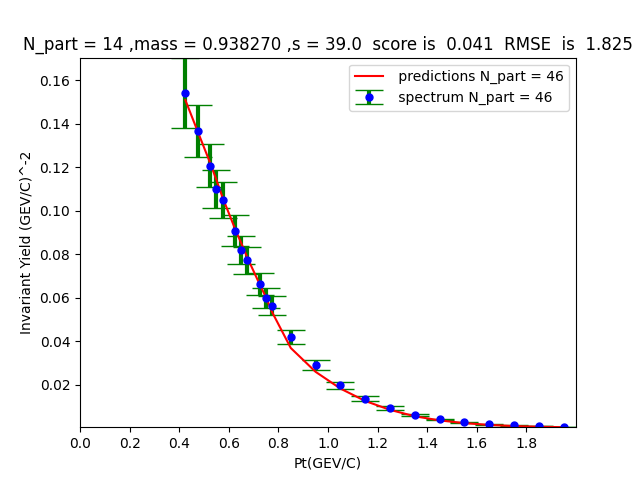 N_part = 14 ,mass = 0.938270 ,s = 39.0  score is  0.041  RMSE  is  1.825
predictions N_part = 46
spectrum N_part = 46
Invariant Yield (GEV/C)^-2
0.16
0.14
0.12
0.10
0.08
0.06
0.04
0.02
0.0 0.2 0.4 0.6 0.8 1.0 1.2 1.4 1.6 1.8
Pt(GEV/C)